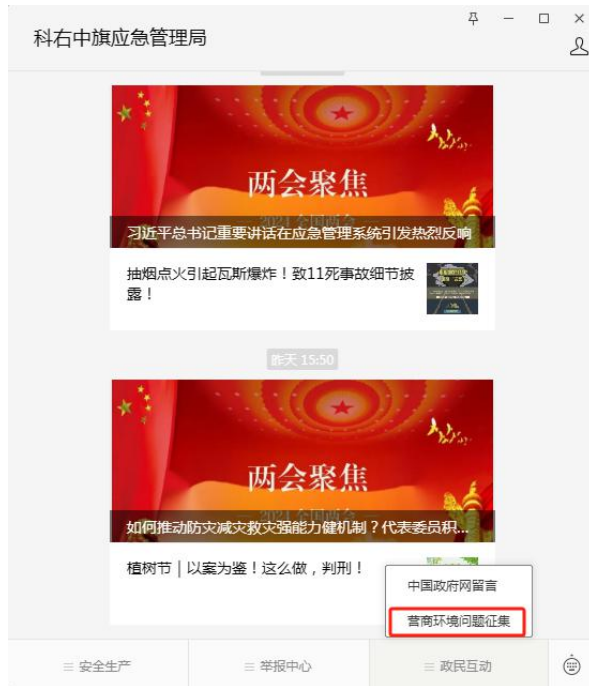 科右中旗应急管理局
两会聚焦
习近平总书记重要讲话在应急管理系统引发热烈反响
抽烟点火引起瓦斯爆炸！致11死事故细节披
露！
昨天 15:50
两会聚焦
如何推动防灾减灾救灾强能力健机制？代表委员积...
植树节 | 以案为鉴！这么做，判刑！
中国政府网留言
营商环境问题征集
安全生产
举报中心
政民互动